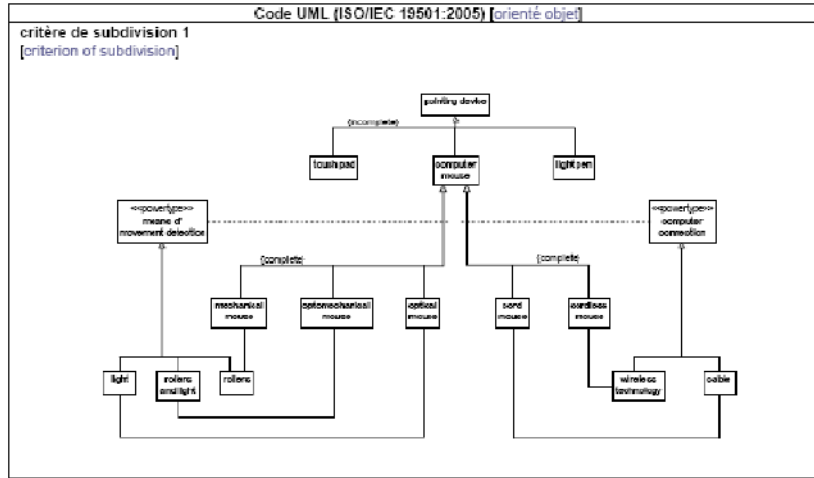 Code UML (ISO/IEC 19501:2005) [orienté objet]
critère de subdivision 1
[criterion of subdivision]
pointing device
{incomplete}
touch pad
computer
mouse
light pen
<<powertype>>
means of
movement detection
<<powertype>>
computer
connection
{complete}
{complete}
mechanical
mouse
optomechanical
mouse
optical
mouse
cord
mouse
cordless
mouse
light
rollers
and light
rollers
wireless
technology
cable